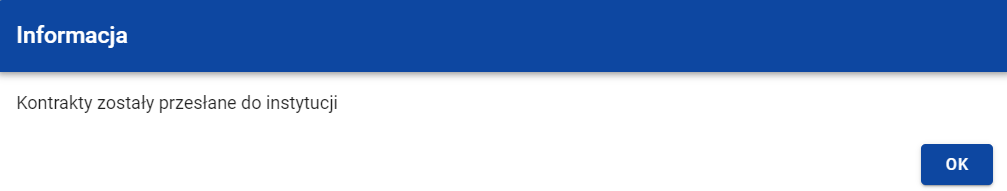 Informacja
Kontrakty zostały przesłane do instytucji
OK